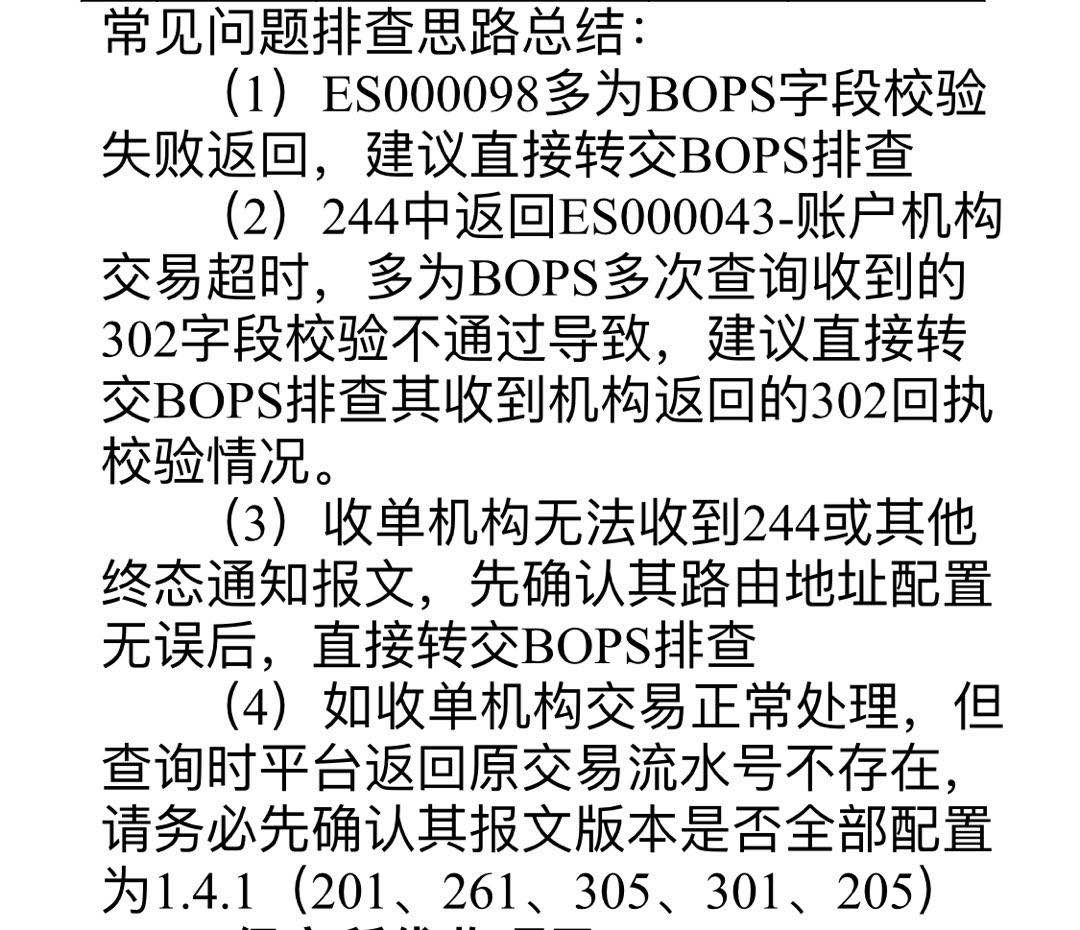 常见问题排查思路总结：
（1）ES000098多为BOPS字段校验
失败返回，建议直接转交BOPS排查
（2）244中返回ES000043-账户机构
交易超时，多为BOPS多次查询收到的
302字段校验不通过导致，建议直接转
交BOPS排查其收到机构返回的302回执
校验情况。
（3）收单机构无法收到244或其他
终态通知报文，先确认其路由地址配置
无误后，直接转交BOPS排查
（4）如收单机构交易正常处理，但
查询时平台返回原交易流水号不存在，
请务必先确认其报文版本是否全部配置
为1.4.1（201、261、305、301、205）